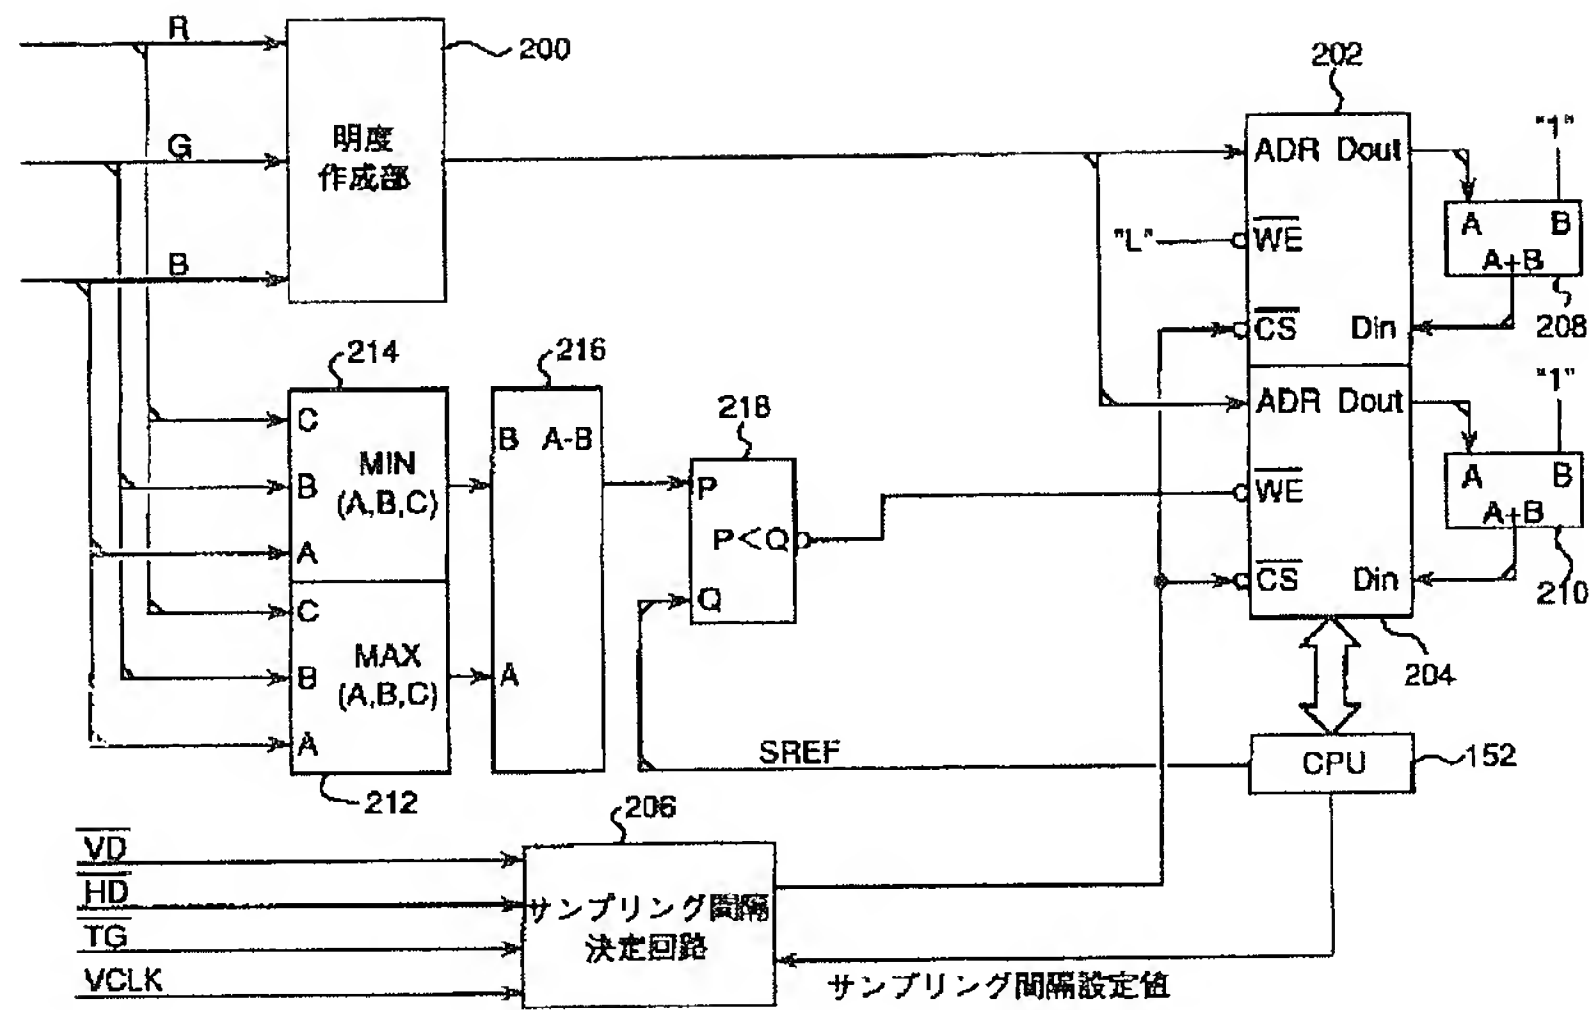 R
200
G
B
明度
作成部
202
ADR Dout
"1"
"L"
WE
A B
A+B
CS
Din
208
214
216
"1"
ADR Dout
C
B A-B
218
MIN
(A,B,C)
B
P
WE
A B
A+B
P<Q
A
CS
Din
210
C
Q
MAX
(A,B,C)
B
A
204
A
SREF
CPU
152
212
206
VD
HD
TG
VCLK
サンプリング間隔
決定回路
サンプリング間隔設定値